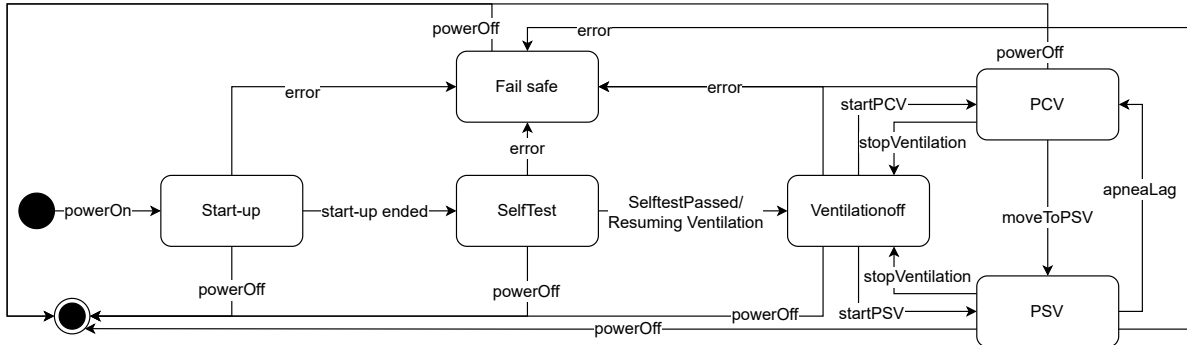 powerOff
error
powerOff
Fail safe
error
error
startPCV
PCV
stopVentilation
error
powerOn
Start-up
start-up ended
SelfTest
SelftestPassed/
Resuming Ventilation
Ventilationoff
moveToPSV
apneaLag
stopVentilation
powerOff
powerOff
powerOff
startPSV
PSV
powerOff